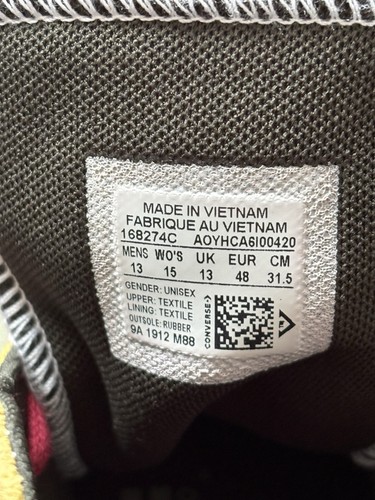 MADE IN VIETNAM
FABRIQUE AU VIETNAM
168274C AOYHCA6I00420
MENS WO'S UK EUR CM
13 15 13 48 31.5
GENDER: UNISEX
UPPER: TEXTILE
LINING: TEXTILE
OUTSOLE: RUBBER
9A 1912 M88
CONVERSE